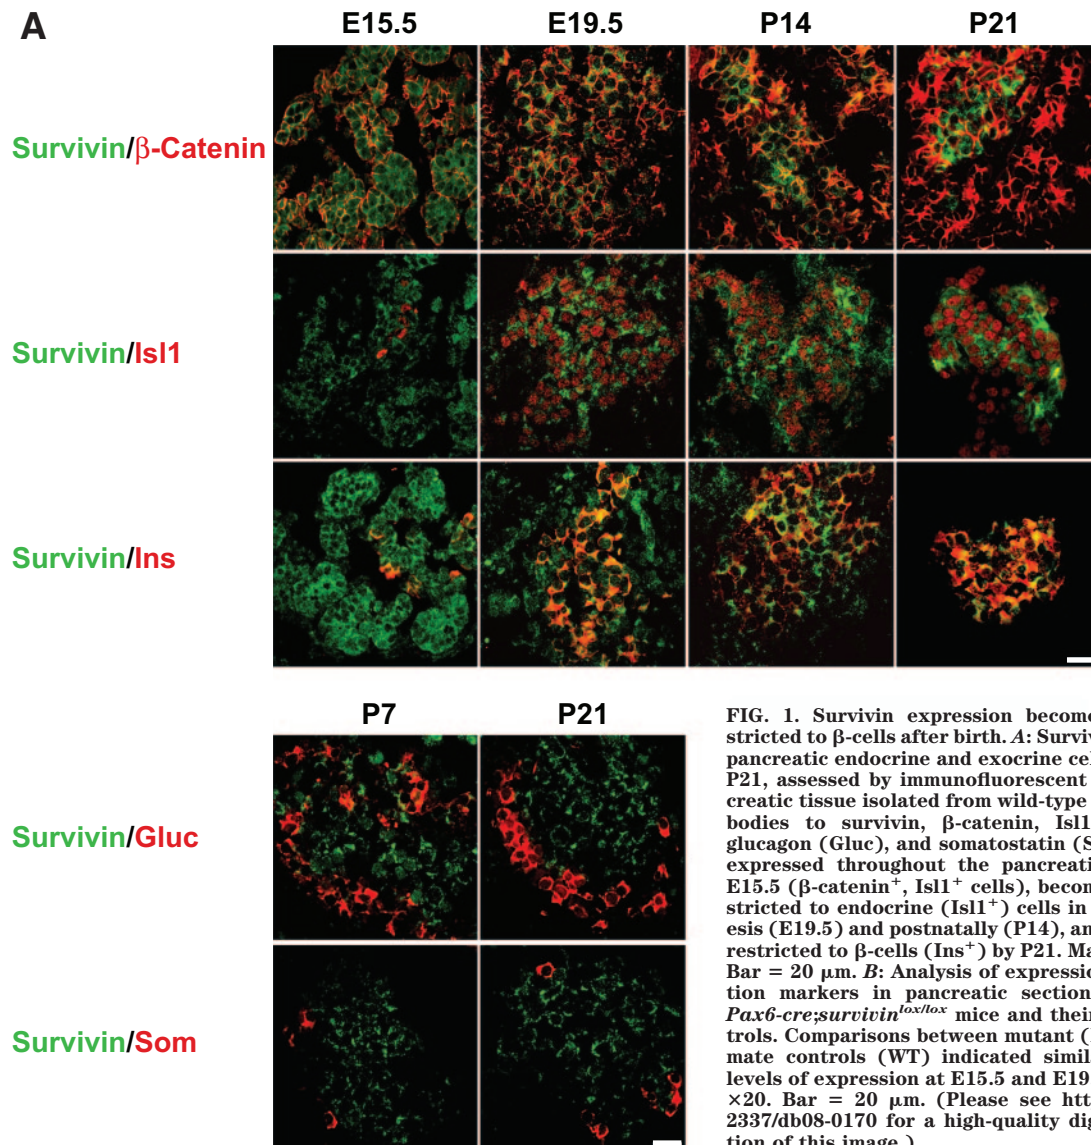 A
E15.5 E19.5 P14 P21
Survivin/β-Catenin
Survivin/Isl1
Survivin/Ins
P7 P21
Survivin/Gluc
Survivin/Som
FIG. 1. Survivin expression become
stricted to β-cells after birth. A: Surviv
pancreatic endocrine and exocrine cel
P21, assessed by immunofluorescent
creatic tissue isolated from wild-type
bodies to survivin, β-catenin, Isl1
glucagon (Gluc), and somatostatin (S
expressed throughout the pancreati
E15.5 (β-catenin+, Isl1+ cells), becom
stricted to endocrine (Isl1+) cells in
esis (E19.5) and postnatally (P14), an
restricted to β-cells (Ins+) by P21. Ma
Bar = 20 μm. B: Analysis of expressio
tion markers in pancreatic section
Pax6-cre;survivinlox/lox mice and their
trols. Comparisons between mutant (
mate controls (WT) indicated simil
levels of expression at E15.5 and E19
×20. Bar = 20 μm. (Please see htt
2337/db08-0170 for a high-quality dis
tion of this image.)